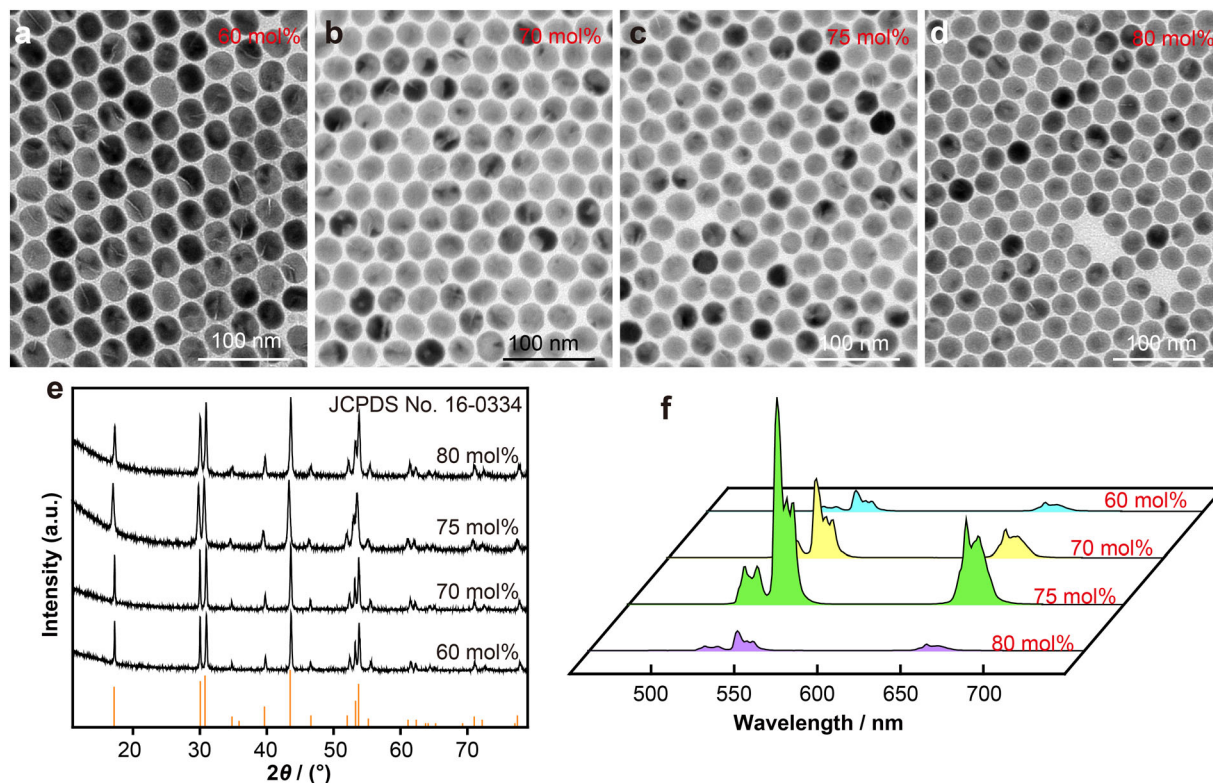 a
60 mol%
100 nm
b
70 mol%
100 nm
c
75 mol%
100 nm
d
80 mol%
100 nm
e
JCPDS No. 16-0334
80 mol%
75 mol%
70 mol%
60 mol%
Intensity (a.u.)
20 30 40 50 60 70
2θ / (°)
f
60 mol%
70 mol%
75 mol%
80 mol%
500 550 600 650 700
Wavelength / nm